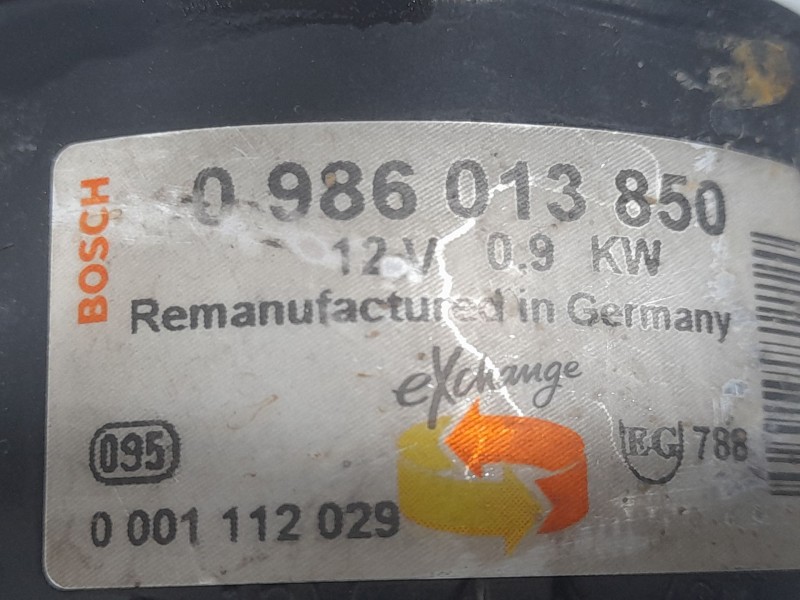 BOSCH
0 986 013 850
12 V 0.9 KW
Remanufactured in Germany
eXchange
095
EG 788
0 001 112 029